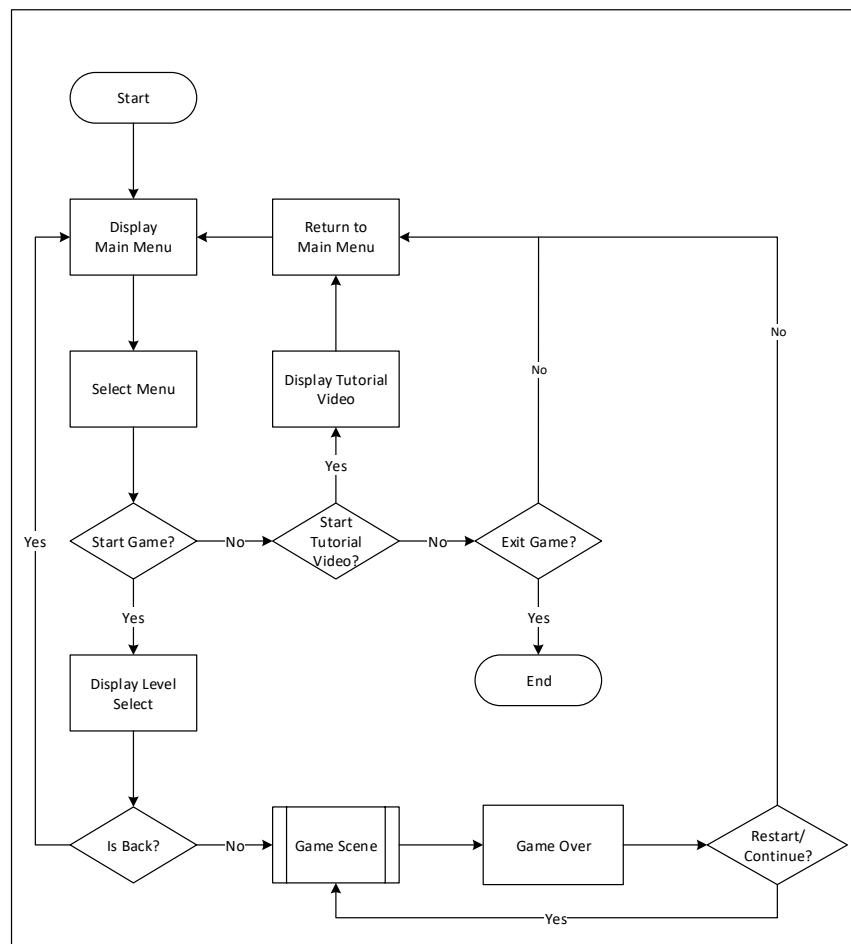 Start
Display
Main Menu
Return to
Main Menu
No
Select Menu
Display Tutorial
Video
No
Yes
Yes
Start Game?
No
Start
Tutorial
Video?
No
Exit Game?
Yes
Yes
Display Level
Select
End
Is Back?
No
Game Scene
Game Over
Restart/
Continue?
Yes